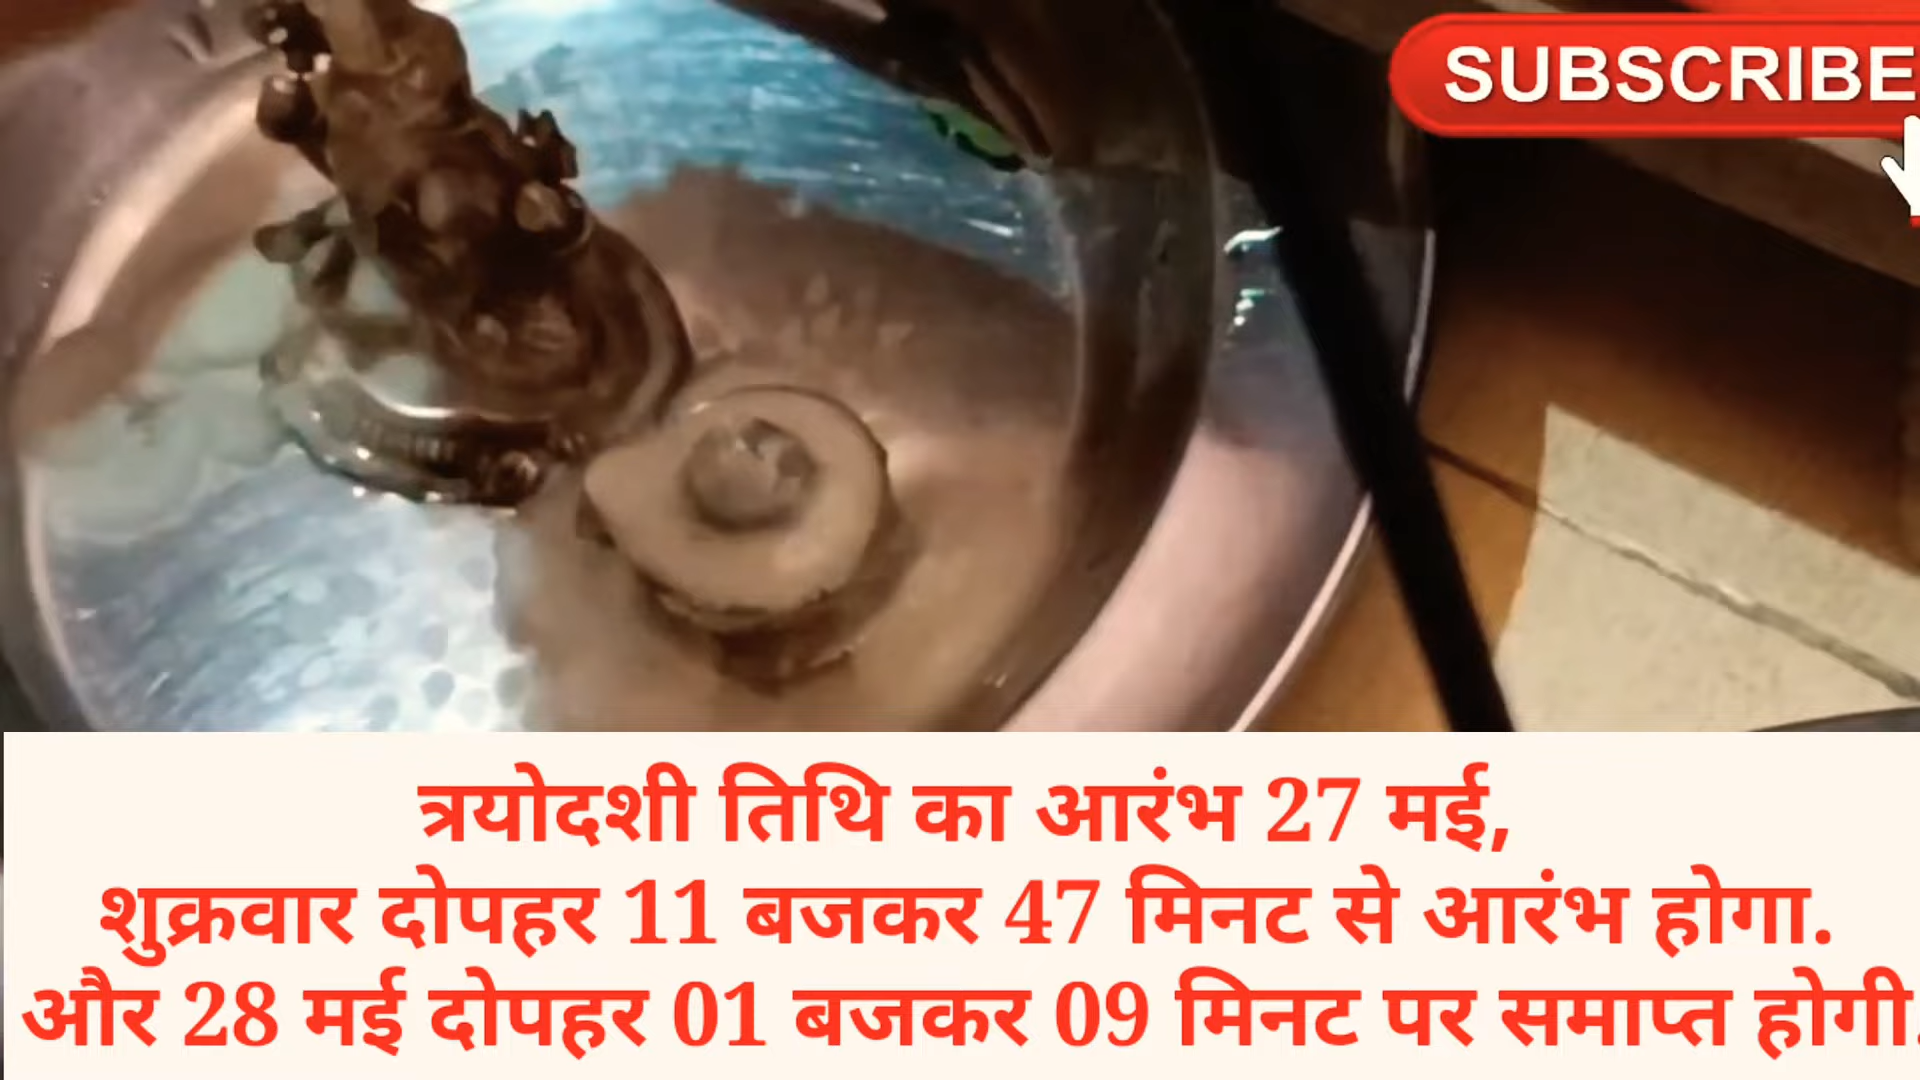 SUBSCRIBE
त्रयोदशी तिथि का आरंभ 27 मई,
शुक्रवार दोपहर 11 बजकर 47 मिनट से आरंभ होगा.
और 28 मई दोपहर 01 बजकर 09 मिनट पर समाप्त होगी.